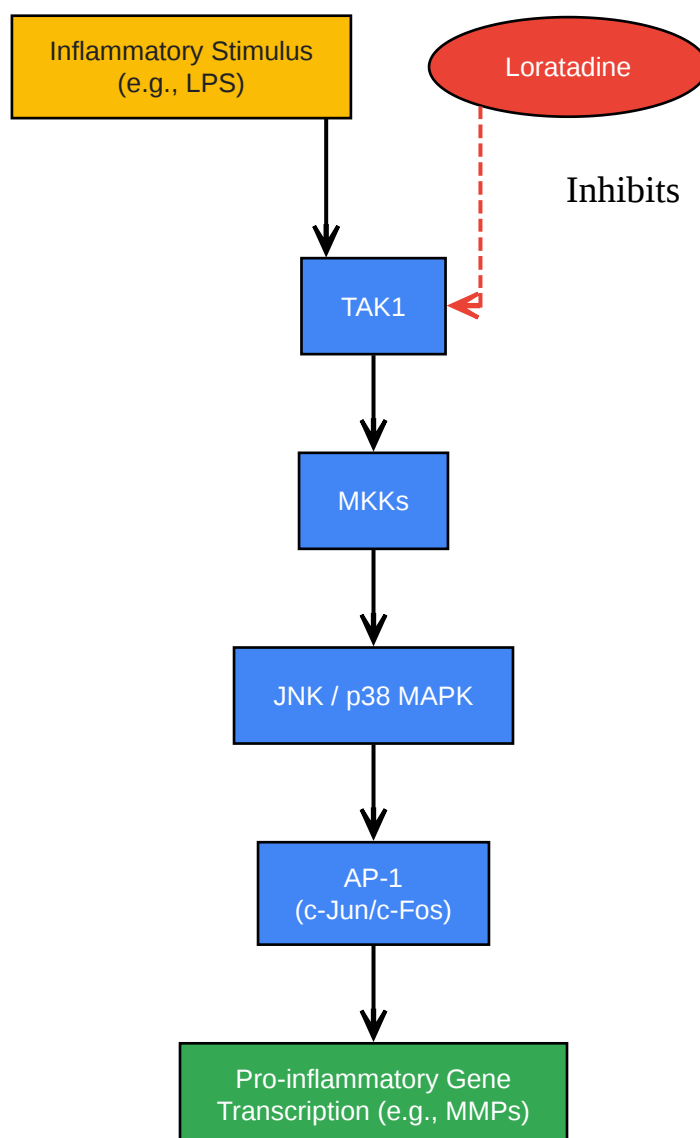 Inflammatory Stimulus
(e.g., LPS)
Loratadine
Inhibits
TAK1
MKKs
JNK / p38 MAPK
AP-1
(c-Jun/c-Fos)
Pro-inflammatory Gene
Transcription (e.g., MMPs)